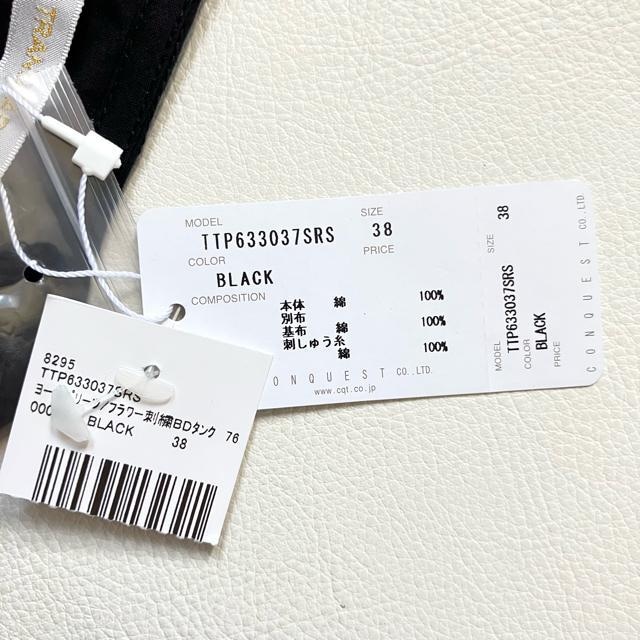 MODEL TTP633037SRS SIZE 38
COLOR BLACK PRICE
COMPOSITION
本体 綿 100%
別布
基布 綿 100%
刺しゅう糸
綿 100%
CONQUEST CO.,LTD.
www.cqt.co.jp
MODEL TTP633037SRS SIZE 38
COLOR BLACK
PRICE
CONQUEST CO.,LTD.
8295
TTP633037SRS
フラワー刺繍BDタンク 76
BLACK
38